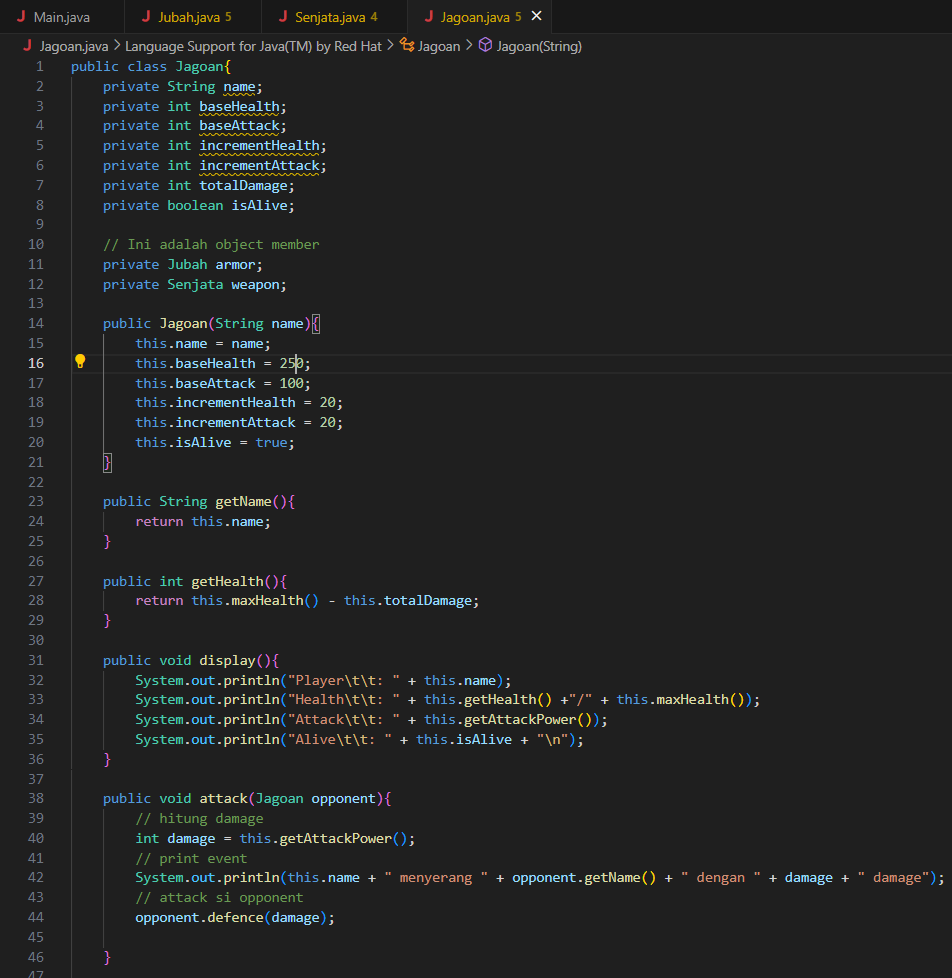 Main.java Jubah.java 5 Senjata.java 4 Jagoan.java 5
Jagoan.java > Language Support for Java(TM) by Red Hat > Jagoan > Jagoan(String)
1 public class Jagoan{
2     private String name;
3     private int baseHealth;
4     private int baseAttack;
5     private int incrementHealth;
6     private int incrementAttack;
7     private int totalDamage;
8     private boolean isAlive;
9
10     // Ini adalah object member
11     private Jubah armor;
12     private Senjata weapon;
13
14     public Jagoan(String name){
15         this.name = name;
16         this.baseHealth = 250;
17         this.baseAttack = 100;
18         this.incrementHealth = 20;
19         this.incrementAttack = 20;
20         this.isAlive = true;
21     }
22
23     public String getName(){
24         return this.name;
25     }
26
27     public int getHealth(){
28         return this.maxHealth() - this.totalDamage;
29     }
30
31     public void display(){
32         System.out.println("Player\t\t: " + this.name);
33         System.out.println("Health\t\t: " + this.getHealth() +"/" + this.maxHealth());
34         System.out.println("Attack\t\t: " + this.getAttackPower());
35         System.out.println("Alive\t\t: " + this.isAlive + "\n");
36     }
37
38     public void attack(Jagoan opponent){
39         // hitung damage
40         int damage = this.getAttackPower();
41         // print event
42         System.out.println(this.name + " menyerang " + opponent.getName() + " dengan " + damage + " damage");
43         // attack si opponent
44         opponent.defence(damage);
45
46     }
47